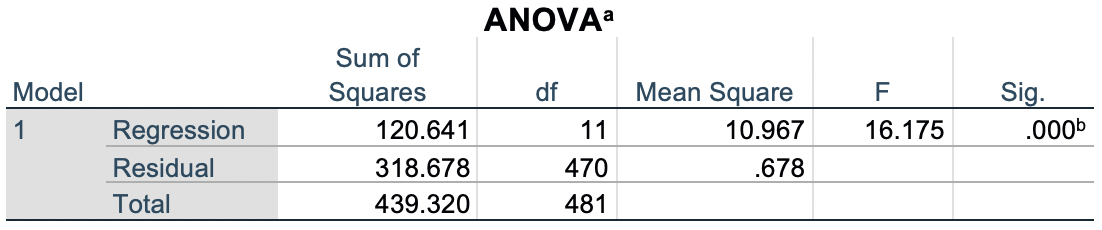 ANOVAa
Sum of
Model Squares df Mean Square F Sig.
1 Regression 120.641 11 10.967 16.175 .000b
Residual 318.678 470 .678
Total 439.320 481